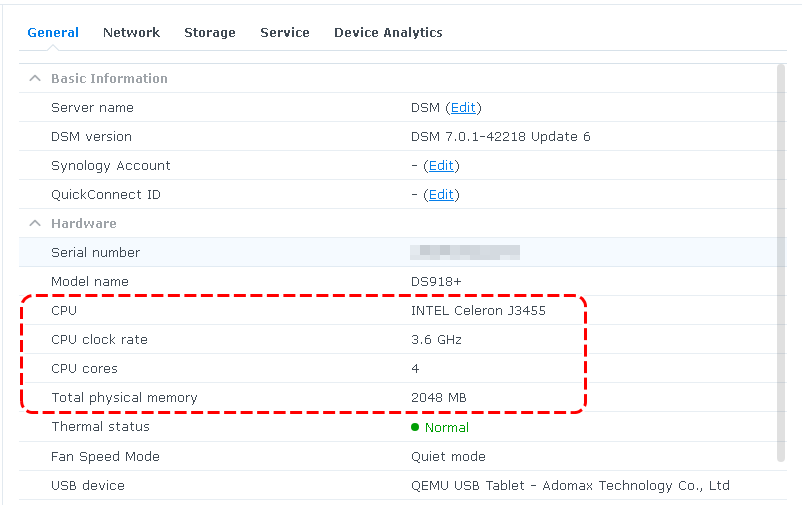 General Network Storage Service Device Analytics
Basic Information
Server name DSM (Edit)
DSM version DSM 7.0.1-42218 Update 6
Synology Account - (Edit)
QuickConnect ID - (Edit)
Hardware
Serial number
Model name DS918+
CPU INTEL Celeron J3455
CPU clock rate 3.6 GHz
CPU cores 4
Total physical memory 2048 MB
Thermal status Normal
Fan Speed Mode Quiet mode
USB device QEMU USB Tablet - Adomax Technology Co., Ltd